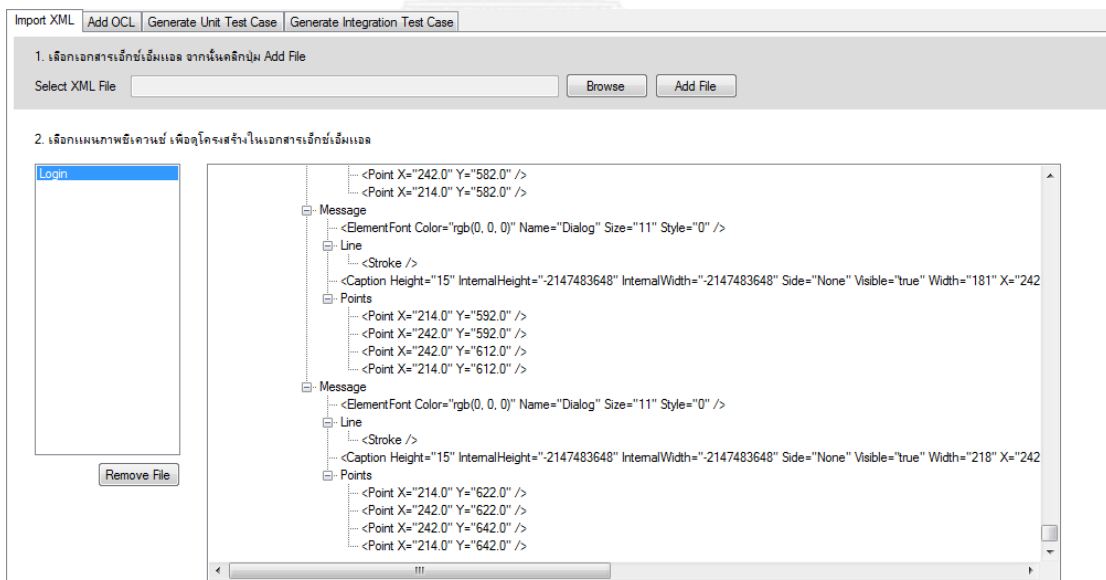 Import XML Add OCL Generate Unit Test Case Generate Integration Test Case
1. เลือกเอกสารเอ็กซ์เอ็มแอล จากนั้นคลิกปุ่ม Add File
Select XML File Browse Add File
2. เลือกแผนภาพซีเควนซ์ เพื่อดูโครงสร้างในเอกสารเอ็กซ์เอ็มแอล
Login
Remove File
<Point X="242.0" Y="582.0" />
<Point X="214.0" Y="582.0" />
Message
<ElementFont Color="rgb(0, 0, 0)" Name="Dialog" Size="11" Style="0" />
Line
<Stroke />
<Caption Height="15" InternalHeight="-2147483648" InternalWidth="-2147483648" Side="None" Visible="true" Width="181" X="242
Points
<Point X="214.0" Y="592.0" />
<Point X="242.0" Y="592.0" />
<Point X="242.0" Y="612.0" />
<Point X="214.0" Y="612.0" />
Message
<ElementFont Color="rgb(0, 0, 0)" Name="Dialog" Size="11" Style="0" />
Line
<Stroke />
<Caption Height="15" InternalHeight="-2147483648" InternalWidth="-2147483648" Side="None" Visible="true" Width="218" X="242
Points
<Point X="214.0" Y="622.0" />
<Point X="242.0" Y="622.0" />
<Point X="242.0" Y="642.0" />
<Point X="214.0" Y="642.0" />